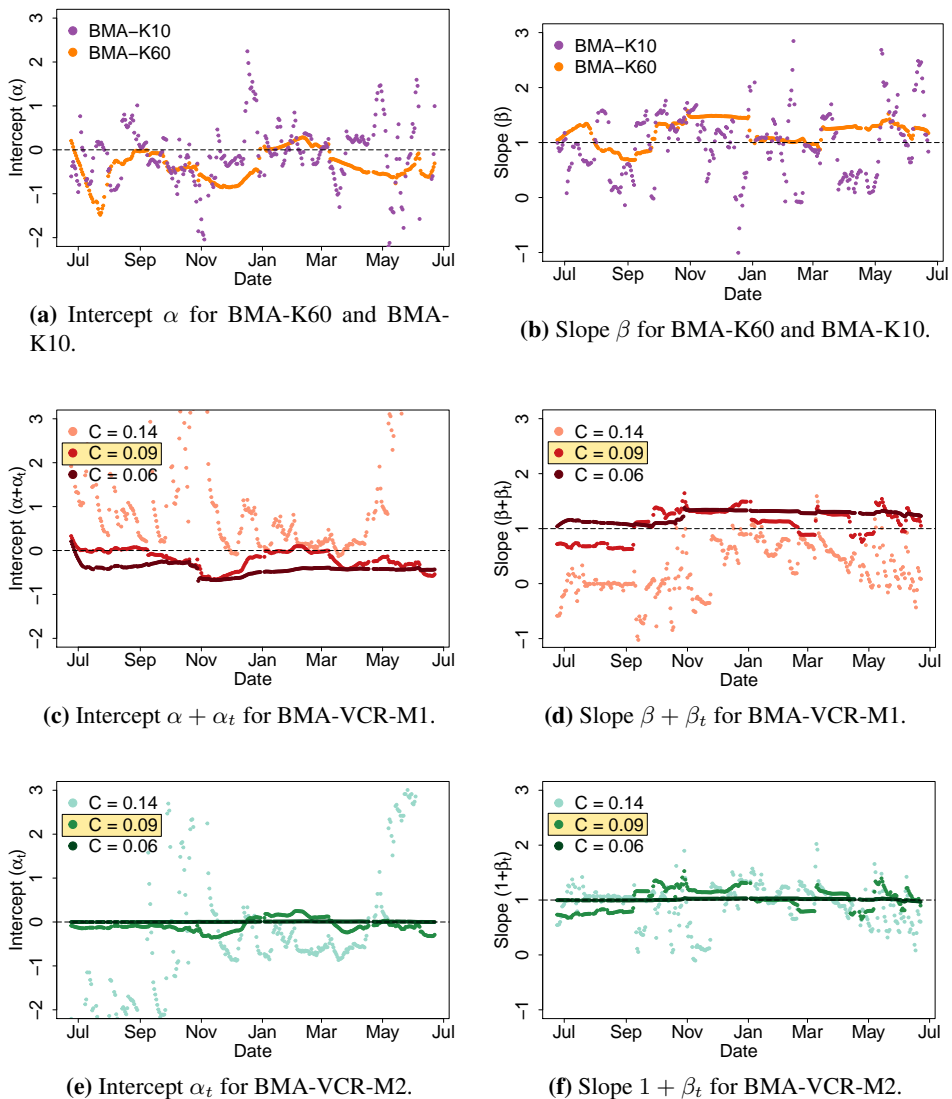 3
2
1
0
−1
−2
Intercept (α)
BMA−K10
BMA−K60
Jul Sep Nov Jan Mar May Jul
Date
(a) Intercept α for BMA-K60 and BMA-
K10.
3
2
1
0
−1
Slope (β)
BMA−K10
BMA−K60
Jul Sep Nov Jan Mar May Jul
Date
(b) Slope β for BMA-K60 and BMA-K10.
3
2
1
0
−1
−2
Intercept (α+αt)
C = 0.14
C = 0.09
C = 0.06
Jul Sep Nov Jan Mar May Jul
Date
(c) Intercept α + αt for BMA-VCR-M1.
3
2
1
0
−1
Slope (β+βt)
C = 0.14
C = 0.09
C = 0.06
Jul Sep Nov Jan Mar May Jul
Date
(d) Slope β + βt for BMA-VCR-M1.
3
2
1
0
−1
−2
Intercept (αt)
C = 0.14
C = 0.09
C = 0.06
Jul Sep Nov Jan Mar May Jul
Date
(e) Intercept αt for BMA-VCR-M2.
3
2
1
0
−1
Slope (1+βt)
C = 0.14
C = 0.09
C = 0.06
Jul Sep Nov Jan Mar May Jul
Date
(f) Slope 1 + βt for BMA-VCR-M2.